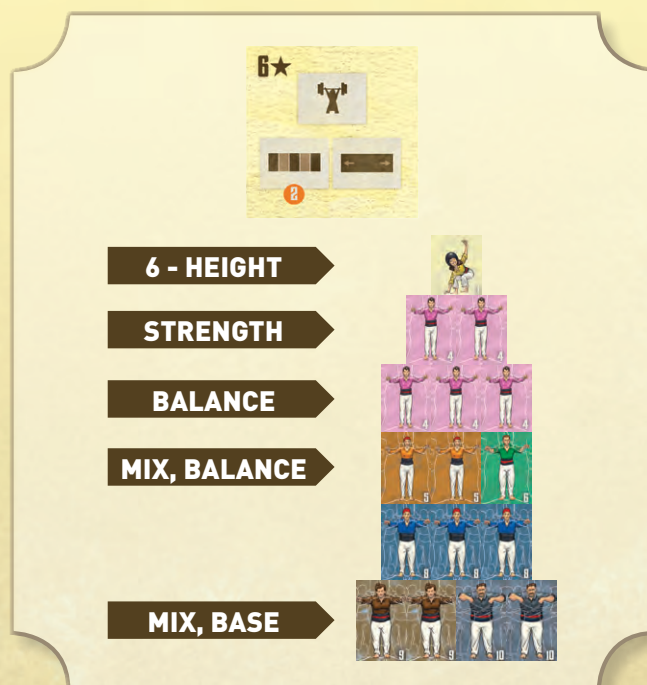 6★
2
6 - HEIGHT
STRENGTH
4 4
BALANCE
4 4 4
MIX, BALANCE
5 5 6
8 8 8
MIX, BASE
9 9 10 10